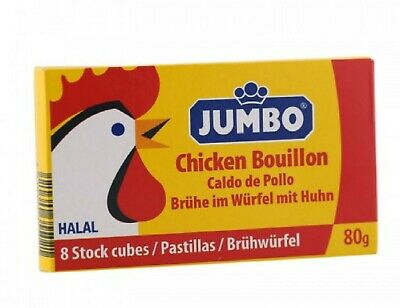 JUMBO®
Chicken Bouillon
Caldo de Pollo
Brühe im Würfel mit Huhn
HALAL
8 Stock cubes / Pastillas / Brühwürfel
80g